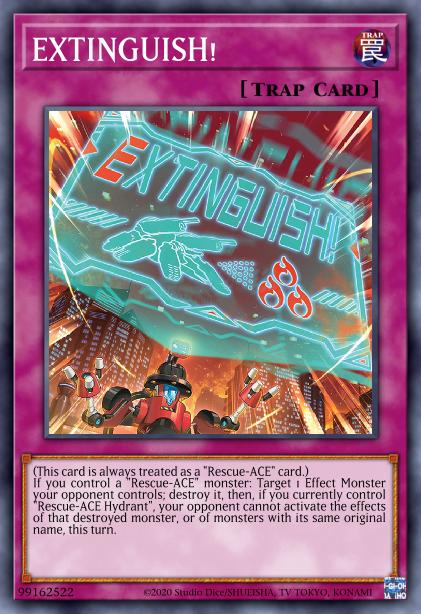 EXTINGUISH!
TRAP
罠
[TRAP CARD]
EXTINGUISH!
(This card is always treated as a "Rescue-ACE" card.)
If you control a "Rescue-ACE" monster: Target 1 Effect Monster
your opponent controls; destroy it, then, if you currently control
"Rescue-ACE Hydrant", your opponent cannot activate the effects
of that destroyed monster, or of monsters with its same original
name, this turn.
99162522
©2020 Studio Dice/SHUEISHA, TV TOKYO, KONAMI